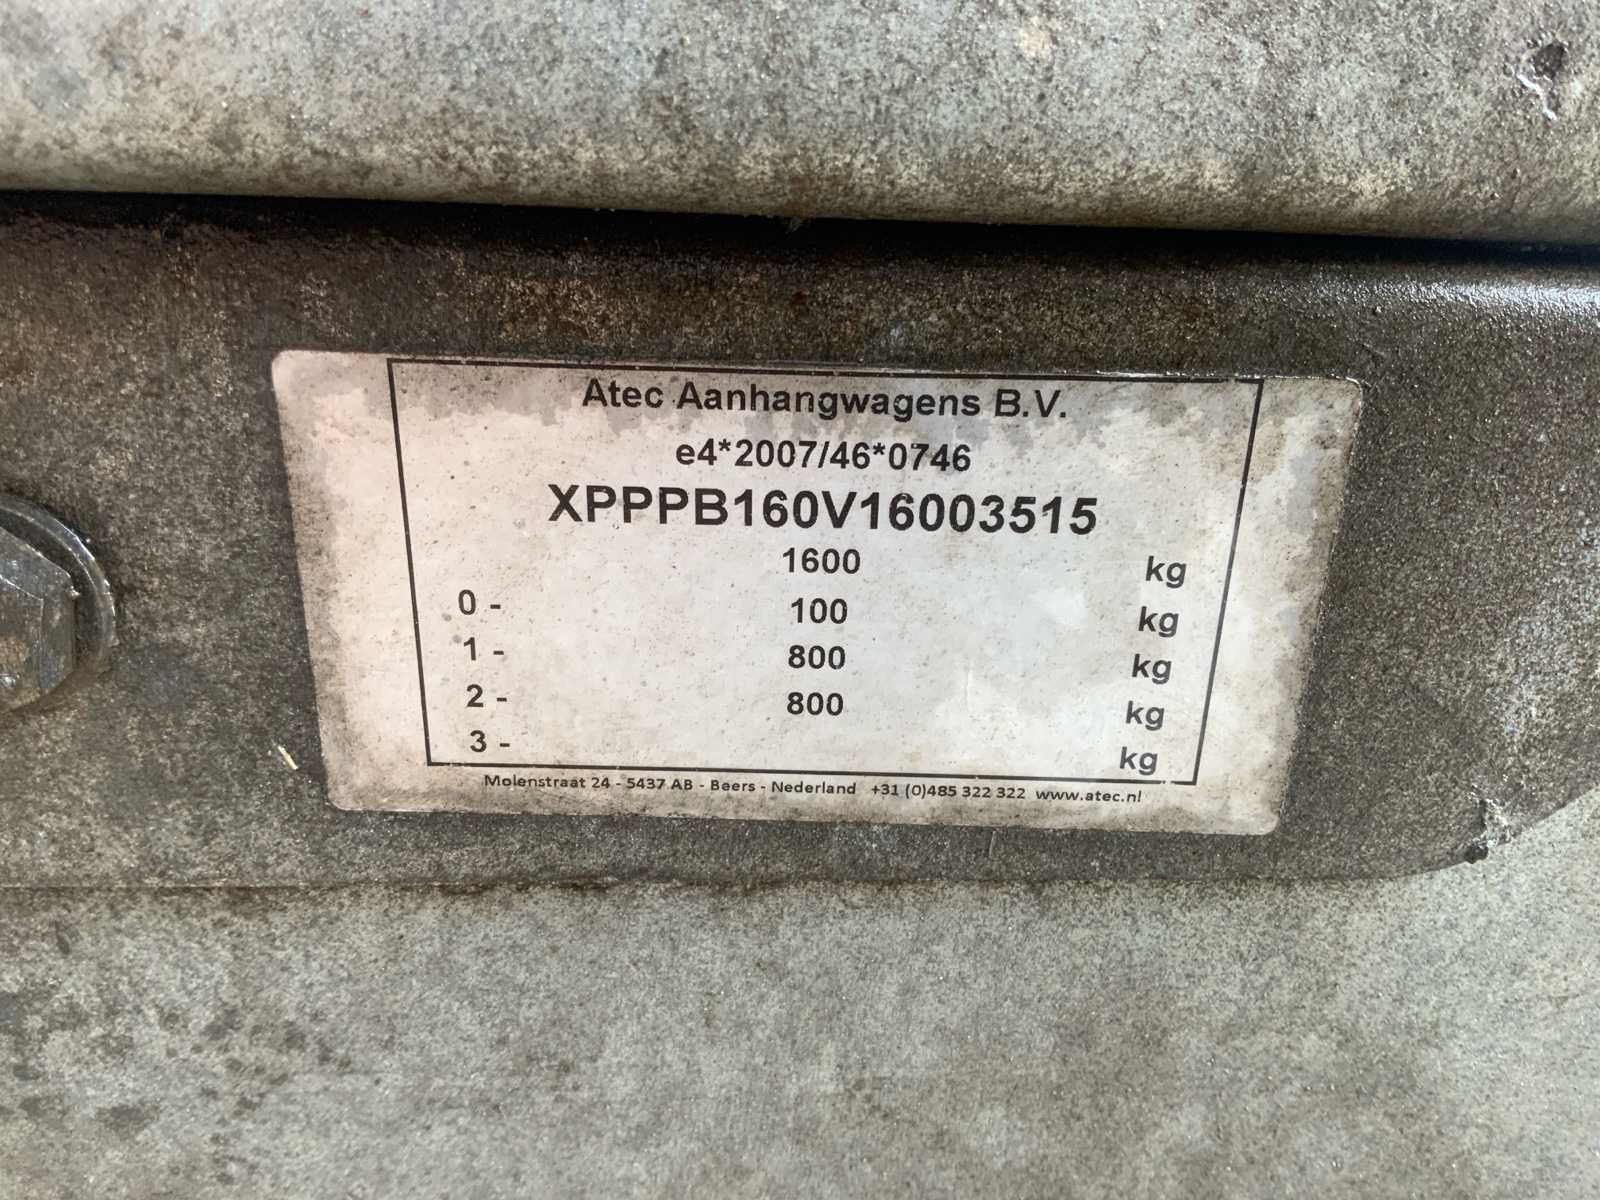 Atec Aanhangwagens B.V.
e4*2007/46*0746
XPPPB160V16003515
1600 kg
0 - 100 kg
1 - 800 kg
2 - 800 kg
3 - kg
Molenstraat 24 - 5437 AB - Beers - Nederland +31 (0)485 322 322 www.atec.nl